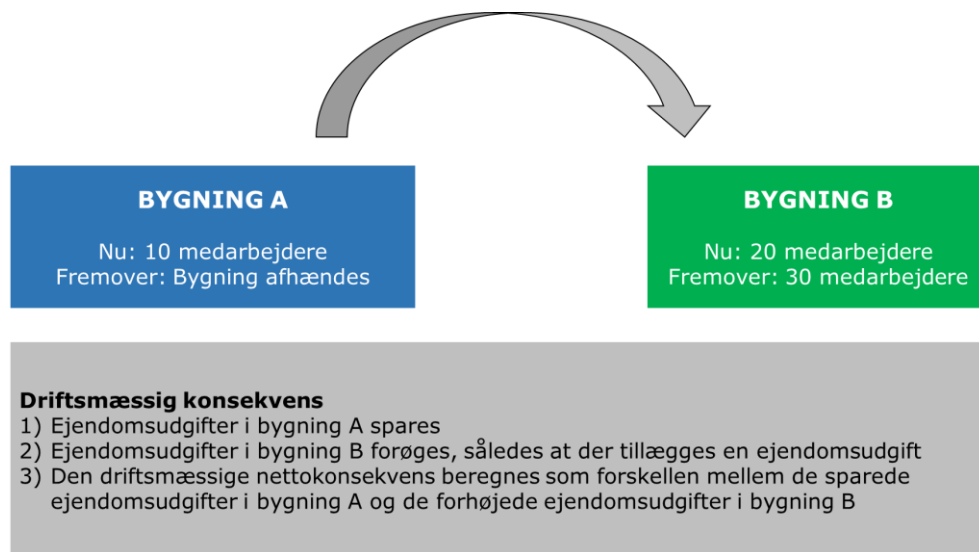 BYGNING A
Nu: 10 medarbejdere
Fremover: Bygning afhændes
BYGNING B
Nu: 20 medarbejdere
Fremover: 30 medarbejdere
Driftsmæssig konsekvens
1) Ejendomsudgifter i bygning A spares
2) Ejendomsudgifter i bygning B forøges, således at der tillægges en ejendomsudgift
3) Den driftsmæssige nettokonsekvens beregnes som forskellen mellem de sparede
ejendomsudgifter i bygning A og de forhøjede ejendomsudgifter i bygning B